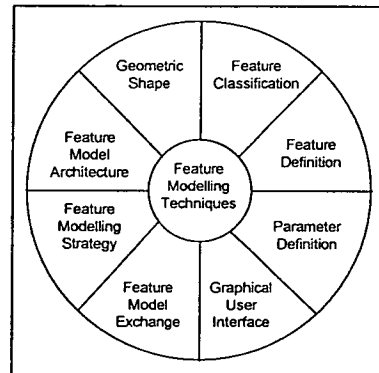 Geometric
Shape
Feature
Classification
Feature
Definition
Parameter
Definition
Graphical
User
Interface
Feature
Model
Exchange
Feature
Modelling
Strategy
Feature
Model
Architecture
Feature
Modelling
Techniques